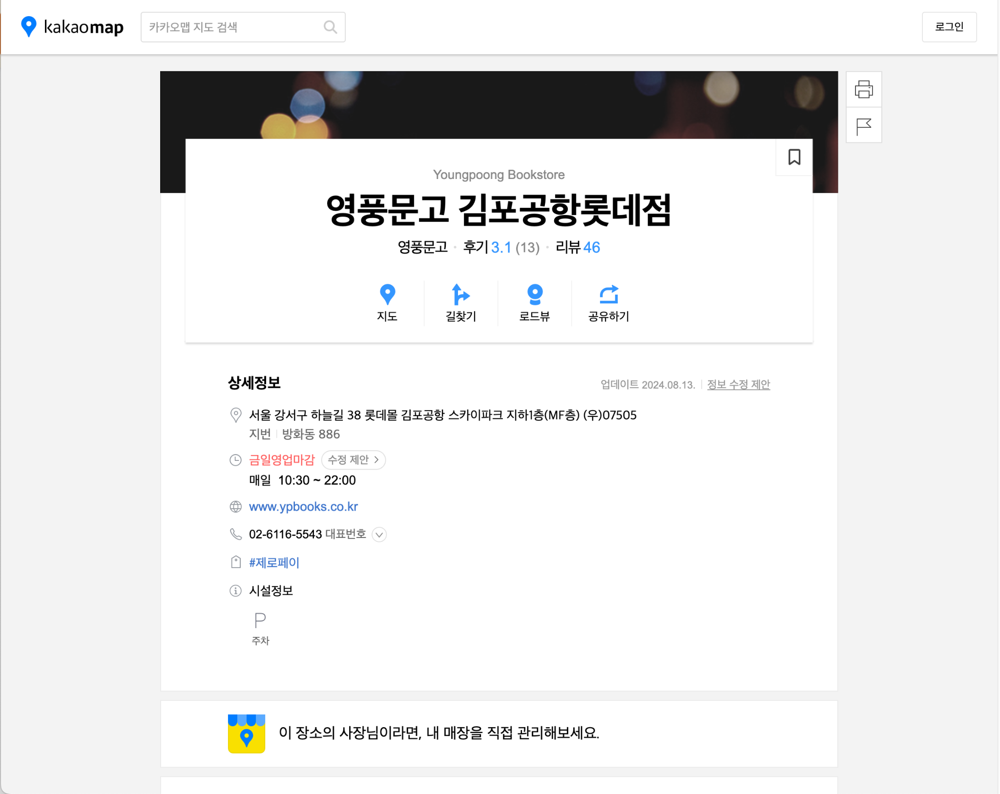 kakaomap
카카오맵 지도 검색
로그인
Youngpoong Bookstore
영풍문고 김포공항롯데점
영풍문고 · 후기 3.1 (13) · 리뷰 46
지도
길찾기
로드뷰
공유하기
상세정보
업데이트 2024.08.13. 정보 수정 제안
서울 강서구 하늘길 38 롯데몰 김포공항 스카이파크 지하1층(MF층) (우)07505
지번 방화동 886
금일영업마감 수정 제안
매일 10:30 ~ 22:00
www.ypbooks.co.kr
02-6116-5543 대표번호
#제로페이
시설정보
P
주차
이 장소의 사장님이라면, 내 매장을 직접 관리해보세요.